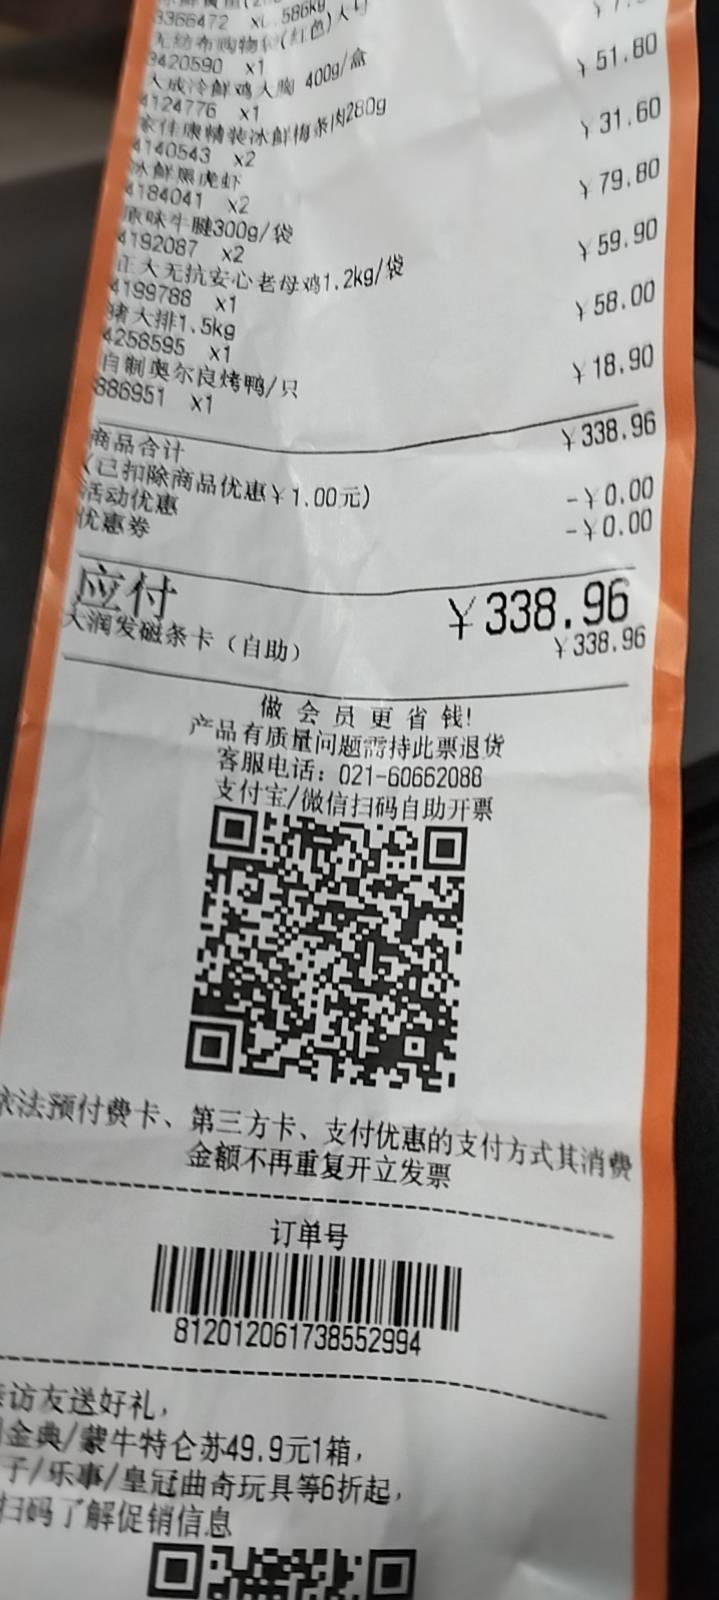 3366472 XL.586kg
无纺布购物袋(红色)大号
3420590 x1
大成冷鲜鸡大胸 400g/盒
4124776 x1
¥51.80
家佳康精装冰鲜梅条肉280g
4140543 x2
¥31.60
冰鲜黑虎虾
4184041 x2
¥79.80
原味牛腱300g/袋
4192087 x2
¥59.90
正大无抗安心老母鸡1.2kg/袋
4199788 x1
¥58.00
猪大排1.5kg
4258595 x1
¥18.90
自制奥尔良烤鸭/只
886951 x1
商品合计 ¥338.96
(已扣除商品优惠¥1.00元)
活动优惠 -¥0.00
优惠券 -¥0.00
应付 ¥338.96
大润发磁条卡（自助） ¥338.96
做会员更省钱!
产品有质量问题需持此票退货
客服电话：021-60662088
支付宝/微信扫码自助开票
依法预付费卡、第三方卡、支付优惠的支付方式其消费
金额不再重复开立发票
订单号
812012061738552994
访友送好礼，
金典/蒙牛特仑苏49.9元1箱，
子/乐事/皇冠曲奇玩具等6折起，
扫码了解促销信息